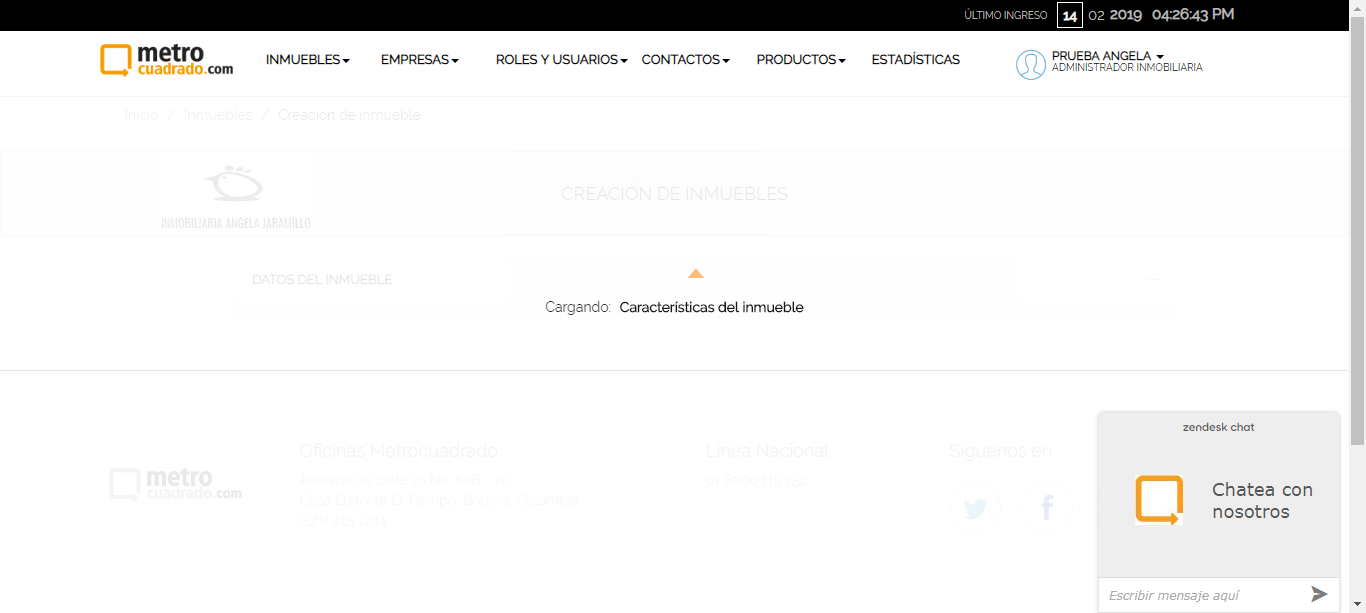 ÚLTIMO INGRESO 14 02 2019 04:26:43 PM
metro
cuadrado.com
INMUEBLES EMPRESAS ROLES Y USUARIOS CONTACTOS PRODUCTOS ESTADÍSTICAS
PRUEBA ANGELA
ADMINISTRADOR INMOBILIARIA
Inicio / Inmuebles / Creación de inmueble
INMOBILIARIA ANGELA JARAMILLO
CREACIÓN DE INMUEBLES
DATOS DEL INMUEBLE
Cargando: Características del inmueble
metro
cuadrado.com
Oficinas Metrocuadrado
Avenida de calle 26 No. 68B - 70
Casa Editorial El Tiempo. Bogotá, Colombia.
(571) 425 1734
Línea Nacional
01 8000 115 252
Síguenos en
zendesk chat
Chatea con
nosotros
Escribir mensaje aquí